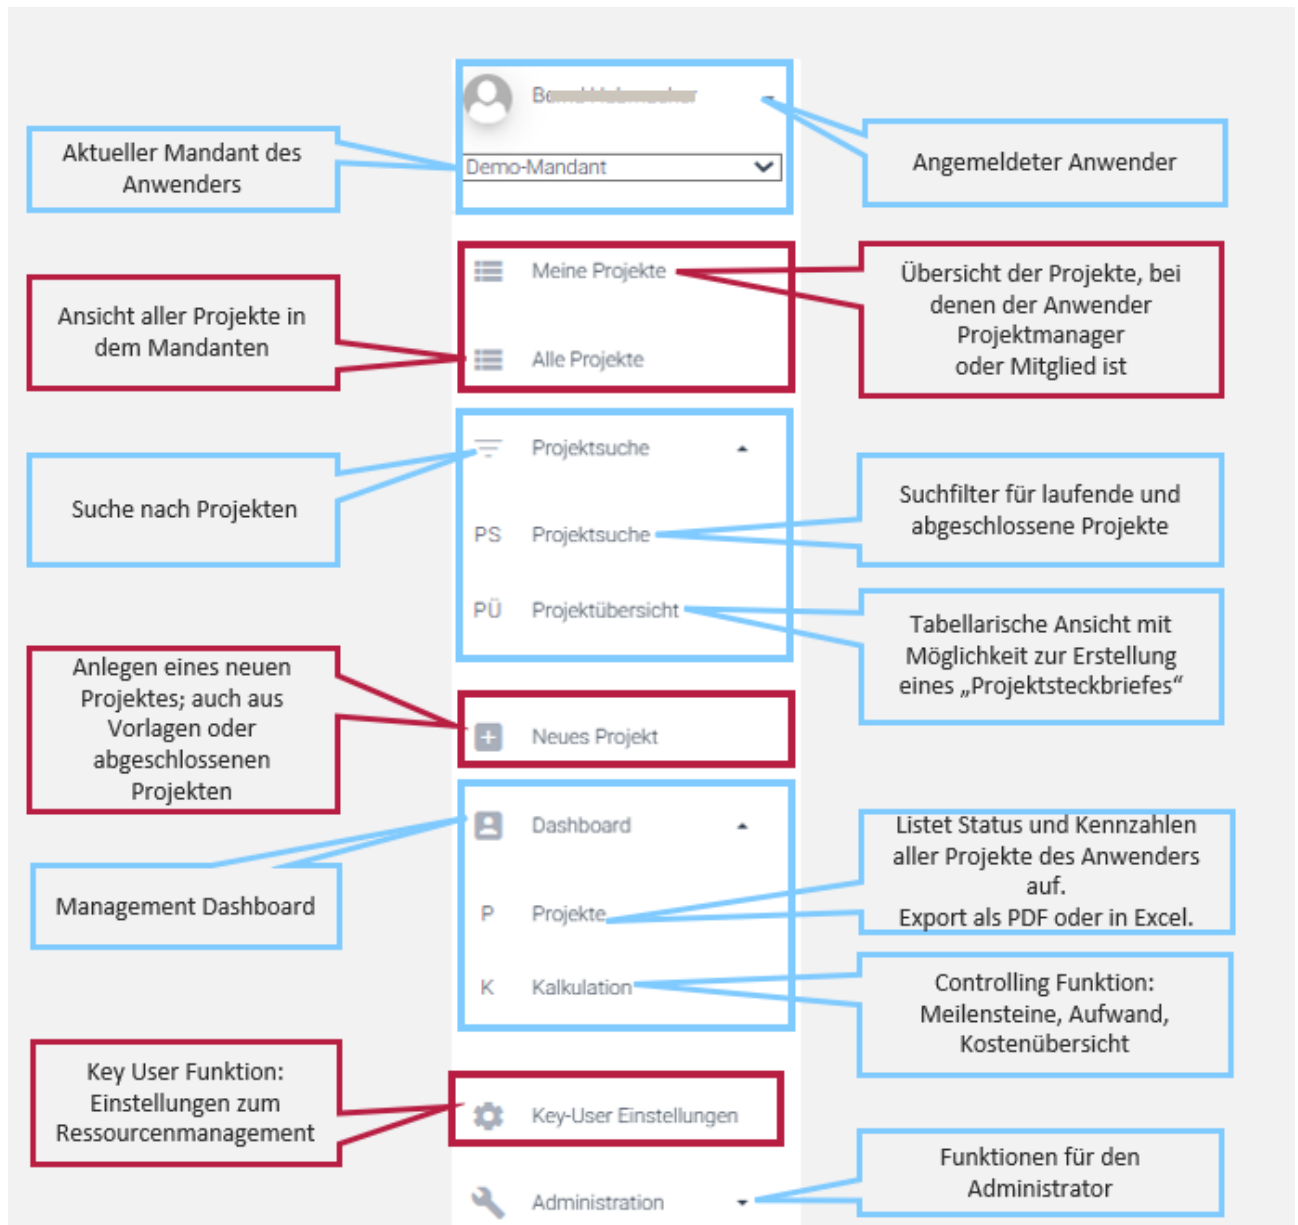 Aktueller Mandant des
Anwenders
Demo-Mandant
Angemeldeter Anwender
Meine Projekte
Übersicht der Projekte, bei
denen der Anwender
Projektmanager
oder Mitglied ist
Ansicht aller Projekte in
dem Mandanten
Alle Projekte
Projektsuche
Suche nach Projekten
PS Projektsuche
Suchfilter für laufende und
abgeschlossene Projekte
PÜ Projektübersicht
Tabellarische Ansicht mit
Möglichkeit zur Erstellung
eines „Projektsteckbriefes“
Anlegen eines neuen
Projektes; auch aus
Vorlagen oder
abgeschlossenen
Projekten
Neues Projekt
Dashboard
Management Dashboard
P Projekte
Listet Status und Kennzahlen
aller Projekte des Anwenders
auf.
Export als PDF oder in Excel.
K Kalkulation
Controlling Funktion:
Meilensteine, Aufwand,
Kostenübersicht
Key User Funktion:
Einstellungen zum
Ressourcenmanagement
Key-User Einstellungen
Administration
Funktionen für den
Administrator